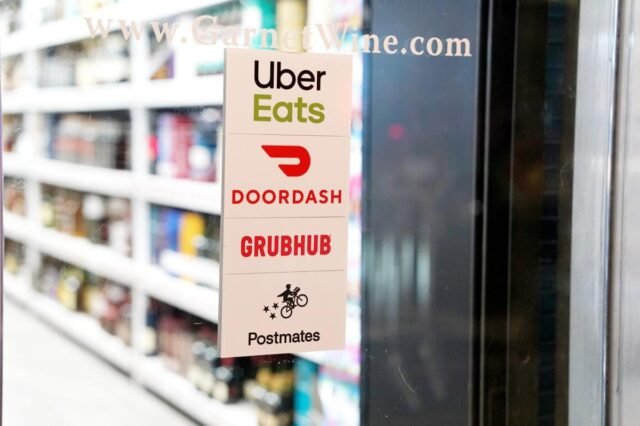 www.GarnetWine.com
Uber
Eats
DOORDASH
GRUBHUB
Postmates